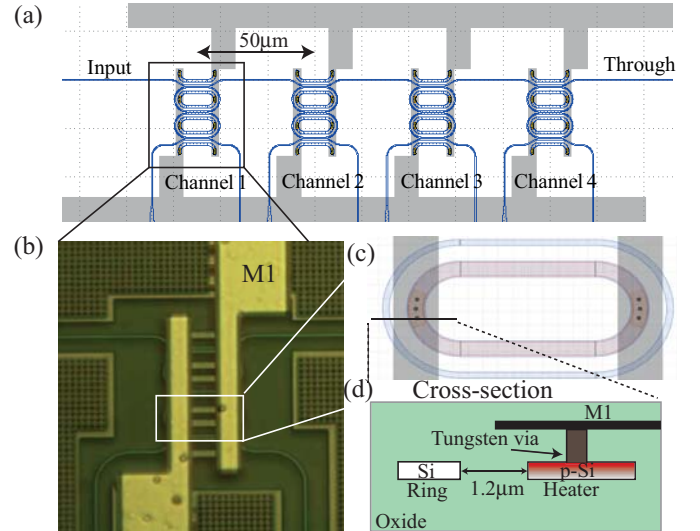 (a)
50μm
Input
Through
Channel 1
Channel 2
Channel 3
Channel 4
(b)
M1
(c)
Cross-section
(d)
M1
Tungsten via
Si
p-Si
Ring
1.2μm
Heater
Oxide